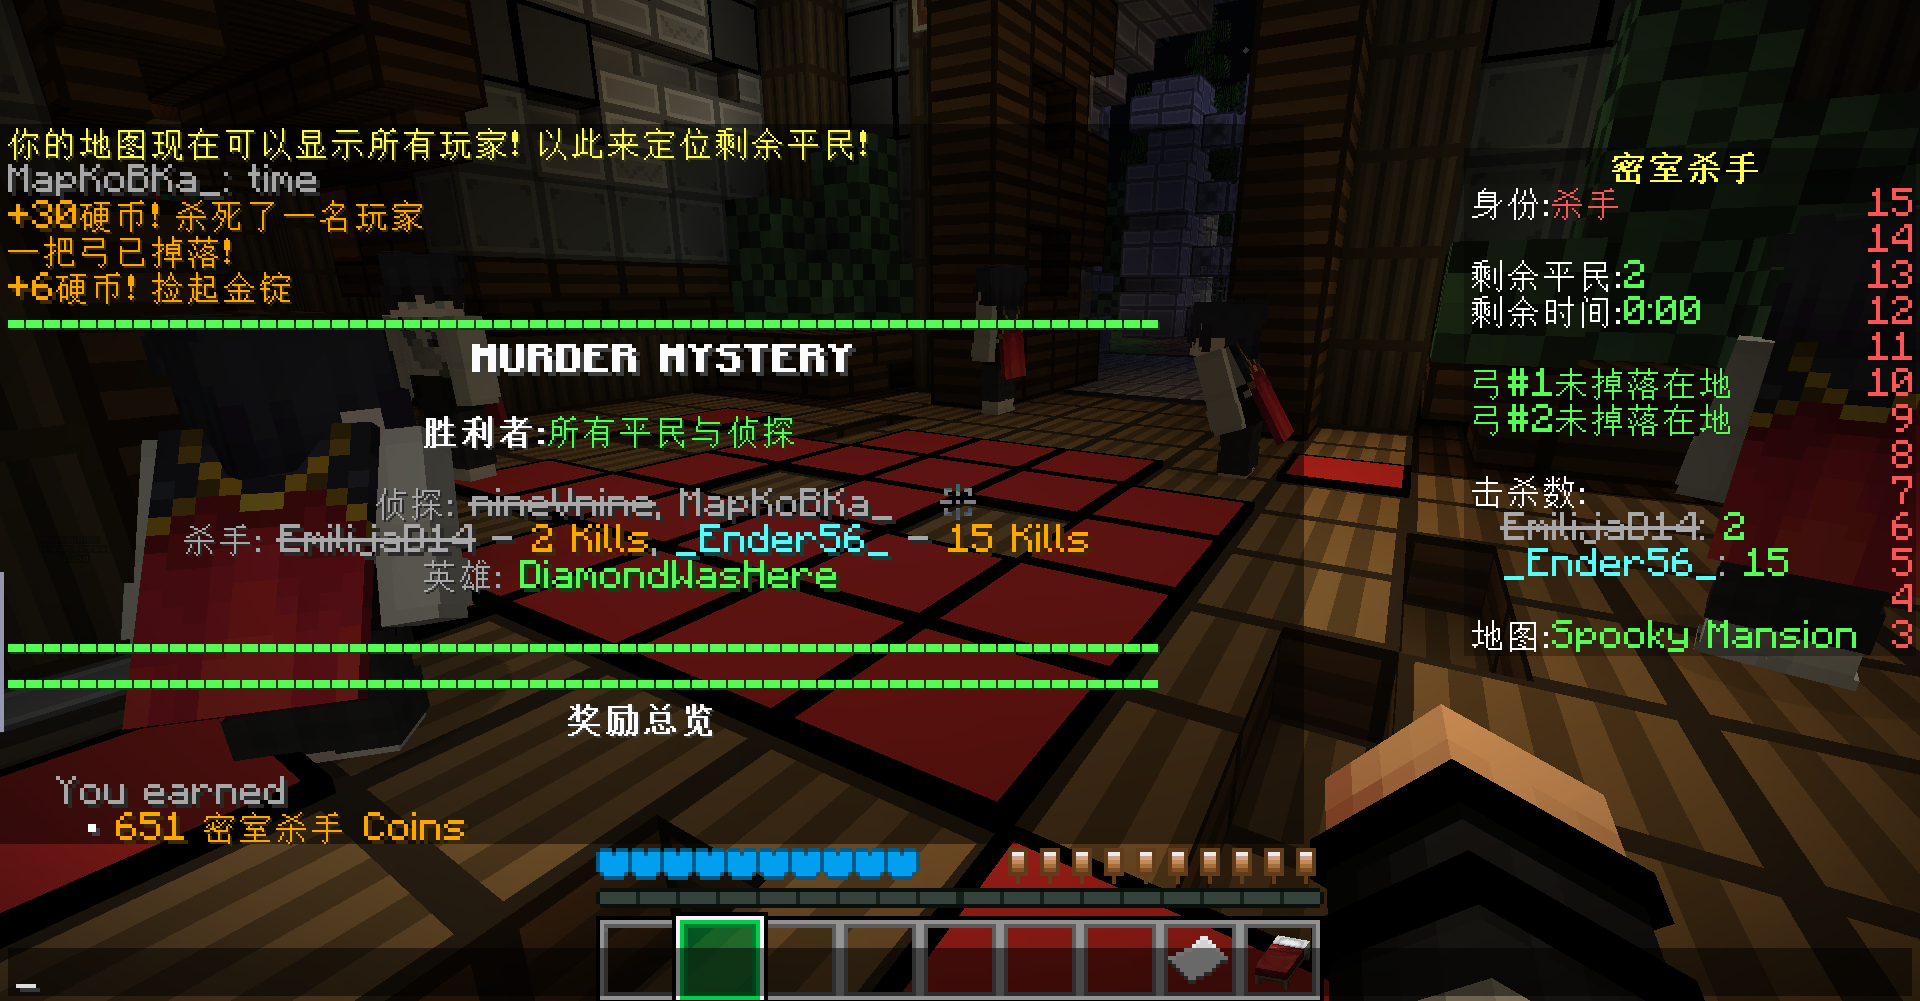 你的地图现在可以显示所有玩家! 以此来定位剩余平民!
MapKoBKa_: time
+30硬币! 杀死了一名玩家
一把弓已掉落!
+6硬币! 捡起金锭
MURDER MYSTERY
胜利者:所有平民与侦探
侦探: nineVnine, MapKoBKa_
杀手: EmilijaD14 - 2 Kills, _Ender56_ - 15 Kills
英雄: DiamondWasHere
奖励总览
You earned
• 651 密室杀手 Coins
_
密室杀手
身份:杀手 15
14
剩余平民:2 13
剩余时间:0:00 12
11
弓#1未掉落在地 10
弓#2未掉落在地 9
8
击杀数: 7
EmilijaD14: 2 6
_Ender56_: 15 5
4
地图:Spooky Mansion 3